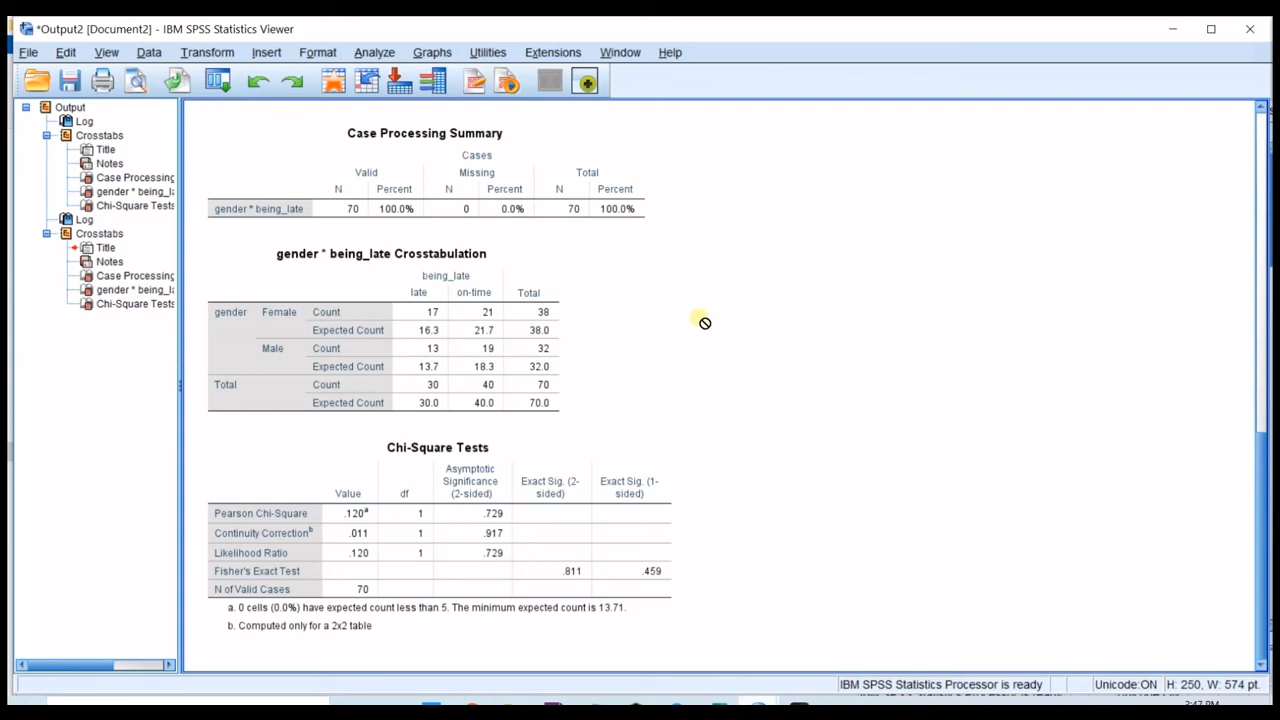 *Output2 [Document2] - IBM SPSS Statistics Viewer
File Edit View Data Transform Insert Format Analyze Graphs Utilities Extensions Window Help
Output
Log
Crosstabs
Title
Notes
Case Processing
gender * being_la
Chi-Square Tests
Log
Crosstabs
Title
Notes
Case Processing
gender * being_la
Chi-Square Tests
Case Processing Summary
Cases
Valid Missing Total
N Percent N Percent N Percent
gender * being_late 70 100.0% 0 0.0% 70 100.0%
gender * being_late Crosstabulation
being_late
late on-time Total
gender Female Count 17 21 38
Expected Count 16.3 21.7 38.0
Male Count 13 19 32
Expected Count 13.7 18.3 32.0
Total Count 30 40 70
Expected Count 30.0 40.0 70.0
Chi-Square Tests
Value df Asymptotic Significance (2-sided) Exact Sig. (2-sided) Exact Sig. (1-sided)
Pearson Chi-Square .120a 1 .729
Continuity Correctionb .011 1 .917
Likelihood Ratio .120 1 .729
Fisher's Exact Test .811 .459
N of Valid Cases 70
a. 0 cells (0.0%) have expected count less than 5. The minimum expected count is 13.71.
b. Computed only for a 2x2 table
IBM SPSS Statistics Processor is ready Unicode:ON H: 250, W: 574 pt.